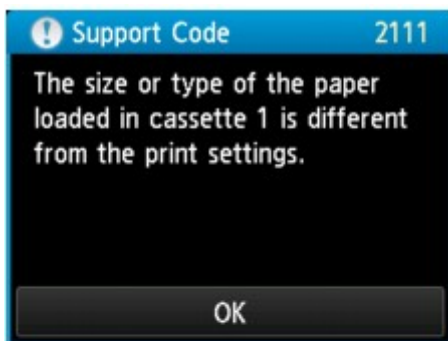 Support Code 2111
The size or type of the paper
loaded in cassette 1 is different
from the print settings.
OK